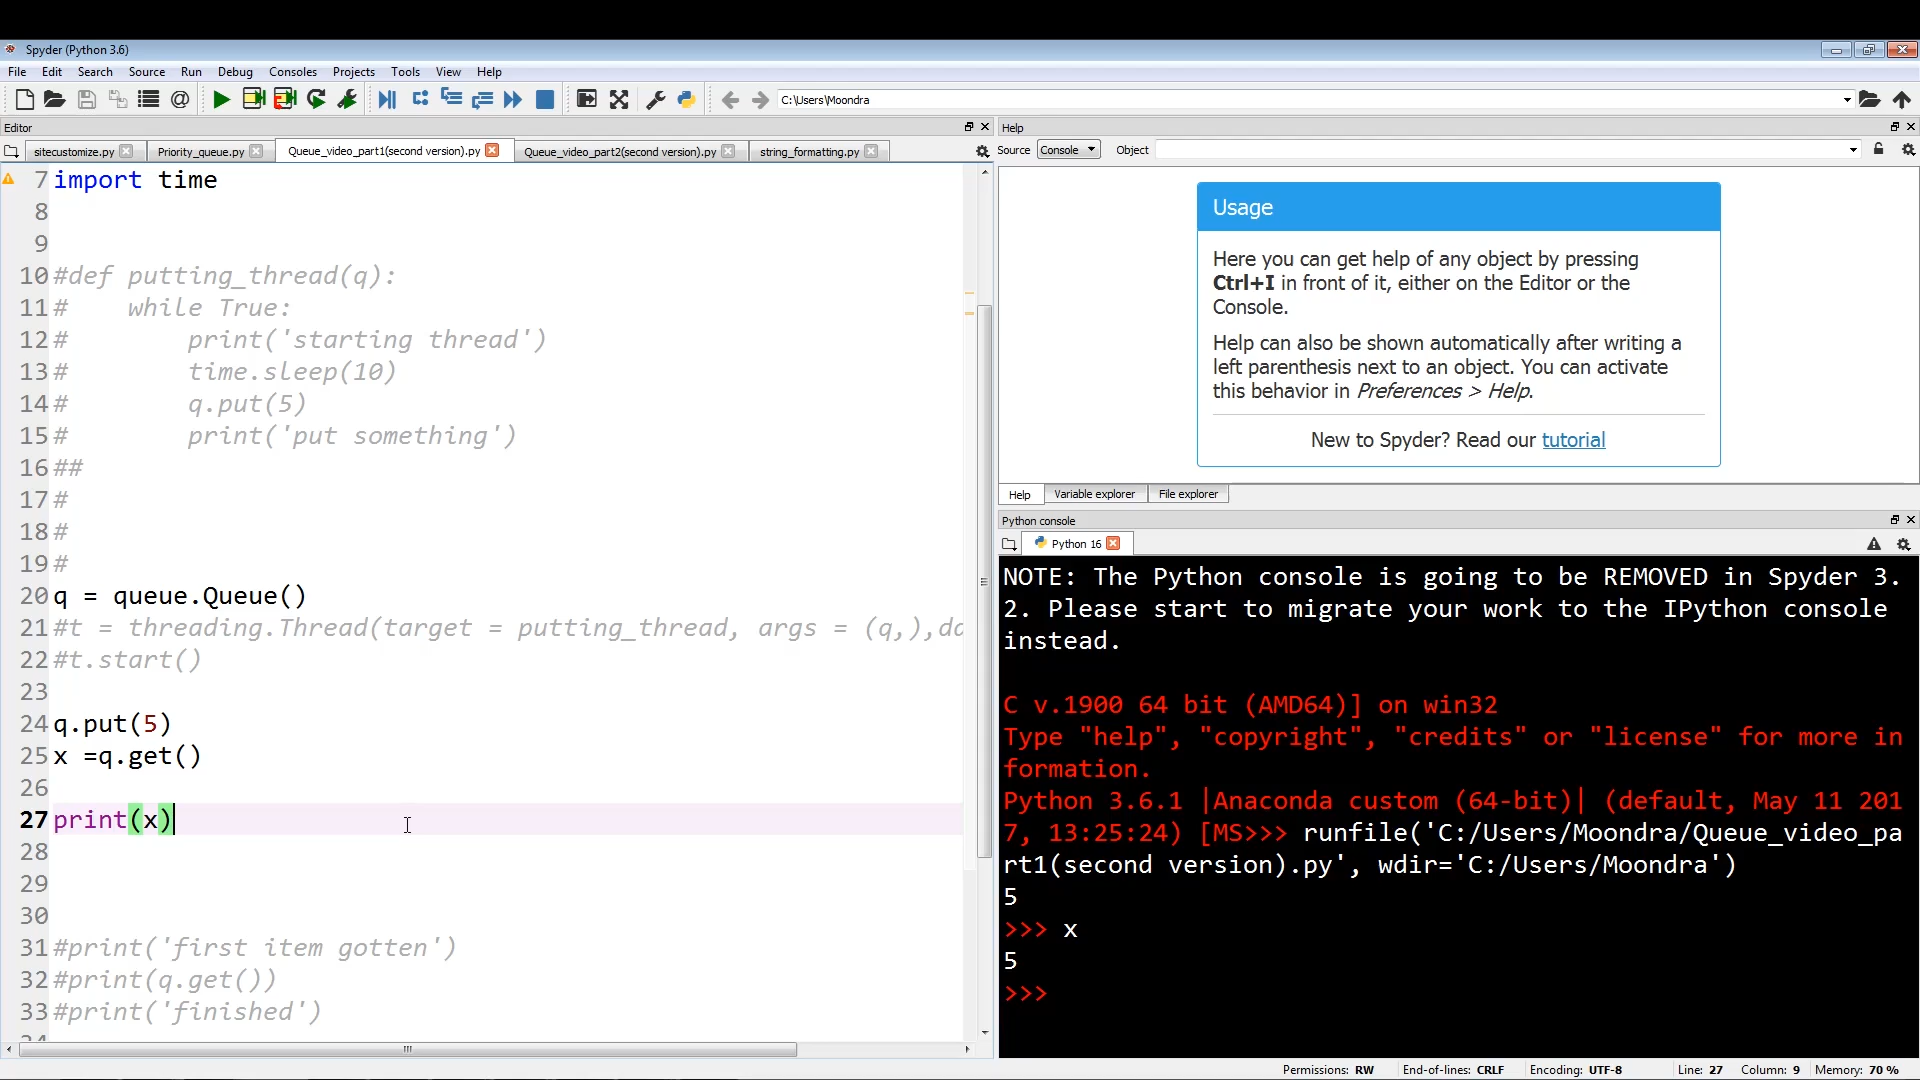 Spyder (Python 3.6)
File Edit Search Source Run Debug Consoles Projects Tools View Help
C:\Users\Moondra
Editor
sitecustomize.py Priority_queue.py Queue_video_part1(second version).py Queue_video_part2(second version).py string_formatting.py
7 import time
8
9
10 #def putting_thread(q):
11 #    while True:
12 #        print('starting thread')
13 #        time.sleep(10)
14 #        q.put(5)
15 #        print('put something')
16 ##
17 #
18 #
19 #
20 q = queue.Queue()
21 #t = threading.Thread(target = putting_thread, args = (q,),da
22 #t.start()
23
24 q.put(5)
25 x =q.get()
26
27 print(x)
28
29
30
31 #print('first item gotten')
32 #print(q.get())
33 #print('finished')
Help
Source Console Object
Usage
Here you can get help of any object by pressing
Ctrl+I in front of it, either on the Editor or the
Console.
Help can also be shown automatically after writing a
left parenthesis next to an object. You can activate
this behavior in Preferences > Help.
New to Spyder? Read our tutorial
Help Variable explorer File explorer
Python console
Python 16
NOTE: The Python console is going to be REMOVED in Spyder 3.
2. Please start to migrate your work to the IPython console
instead.
C v.1900 64 bit (AMD64)] on win32
Type "help", "copyright", "credits" or "license" for more in
formation.
Python 3.6.1 |Anaconda custom (64-bit)| (default, May 11 201
7, 13:25:24) [MS>>> runfile('C:/Users/Moondra/Queue_video_pa
rt1(second version).py', wdir='C:/Users/Moondra')
5
>>> x
5
>>>
Permissions: RW End-of-lines: CRLF Encoding: UTF-8 Line: 27 Column: 9 Memory: 70 %